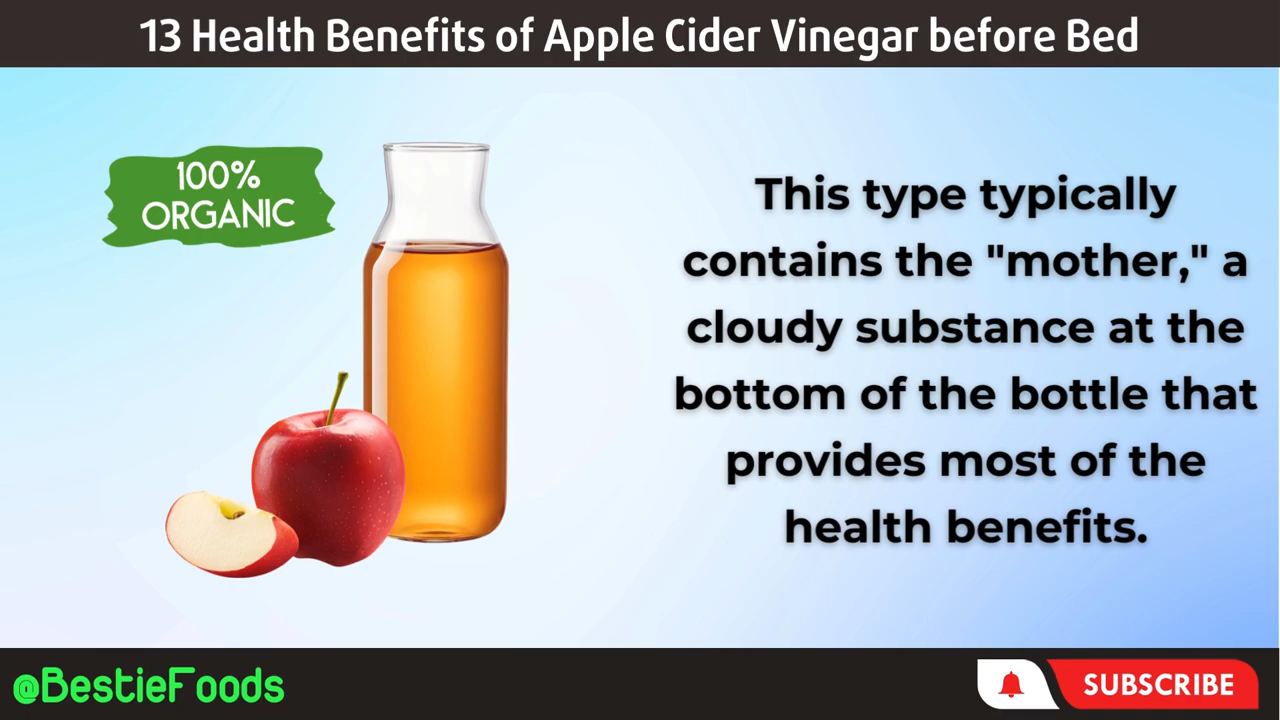 13 Health Benefits of Apple Cider Vinegar before Bed
100%
ORGANIC
This type typically
contains the "mother," a
cloudy substance at the
bottom of the bottle that
provides most of the
health benefits.
@BestieFoods
SUBSCRIBE